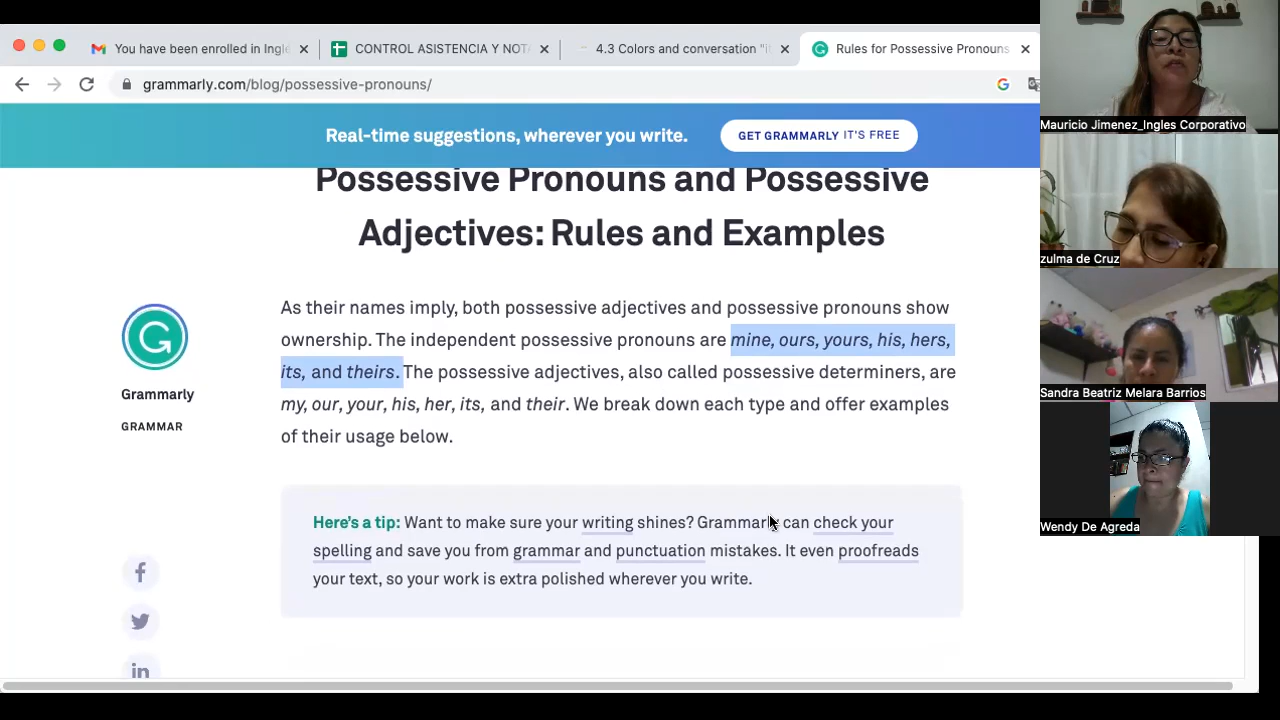 You have been enrolled in Inglé
CONTROL ASISTENCIA Y NOT
4.3 Colors and conversation "i
Rules for Possessive Pronouns
grammarly.com/blog/possessive-pronouns/
Real-time suggestions, wherever you write.
GET GRAMMARLY IT'S FREE
Possessive Pronouns and Possessive
Adjectives: Rules and Examples
As their names imply, both possessive adjectives and possessive pronouns show
ownership. The independent possessive pronouns are mine, ours, yours, his, hers,
its, and theirs. The possessive adjectives, also called possessive determiners, are
my, our, your, his, her, its, and their. We break down each type and offer examples
of their usage below.
Grammarly
GRAMMAR
Here's a tip: Want to make sure your writing shines? Grammarly can check your
spelling and save you from grammar and punctuation mistakes. It even proofreads
your text, so your work is extra polished wherever you write.
Mauricio Jimenez_Ingles Corporativo
zulma de Cruz
Sandra Beatriz Melara Barrios
Wendy De Agreda